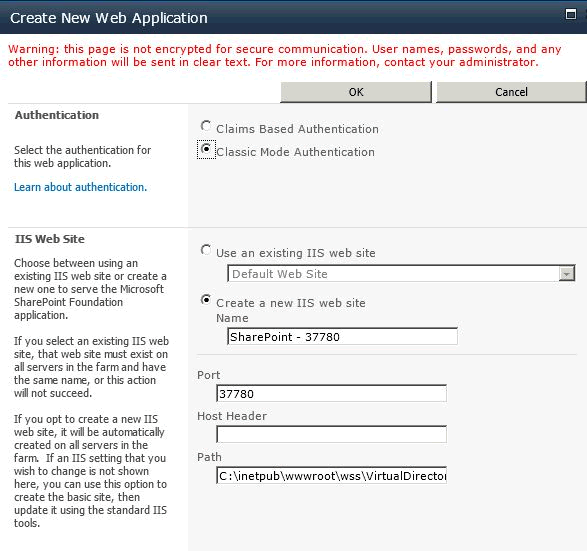 Create New Web Application
Warning: this page is not encrypted for secure communication. User names, passwords, and any
other information will be sent in clear text. For more information, contact your administrator.
OK
Cancel
Authentication
Select the authentication for
this web application.
Learn about authentication.
Claims Based Authentication
Classic Mode Authentication
IIS Web Site
Choose between using an
existing IIS web site or create a
new one to serve the Microsoft
SharePoint Foundation
application.
If you select an existing IIS web
site, that web site must exist on
all servers in the farm and have
the same name, or this action
will not succeed.
If you opt to create a new IIS
web site, it will be automatically
created on all servers in the
farm. If an IIS setting that you
wish to change is not shown
here, you can use this option to
create the basic site, then
update it using the standard IIS
tools.
Use an existing IIS web site
Default Web Site
Create a new IIS web site
Name
SharePoint - 37780
Port
37780
Host Header
Path
C:\inetpub\wwwroot\wss\VirtualDirector